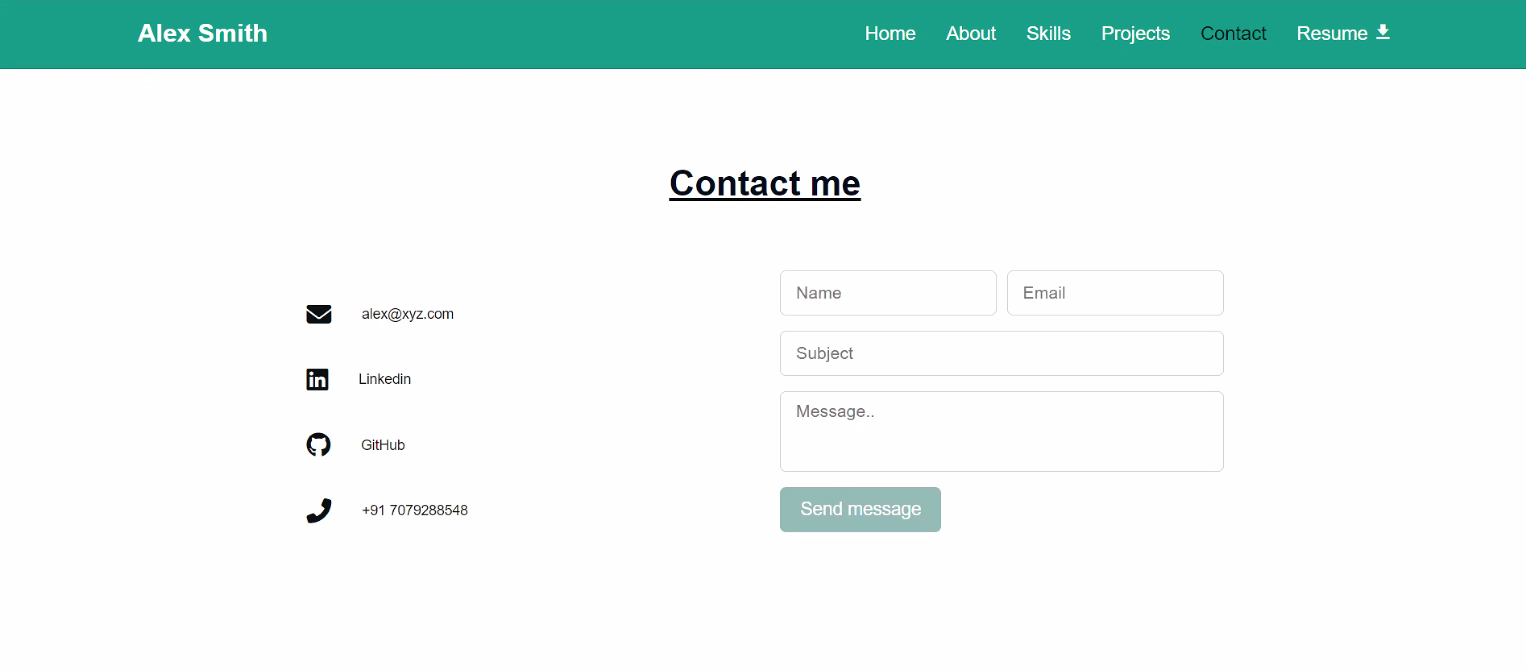 Alex Smith
Home About Skills Projects Contact Resume
Contact me
alex@xyz.com
Linkedin
GitHub
+91 7079288548
Name Email
Subject
Message..
Send message